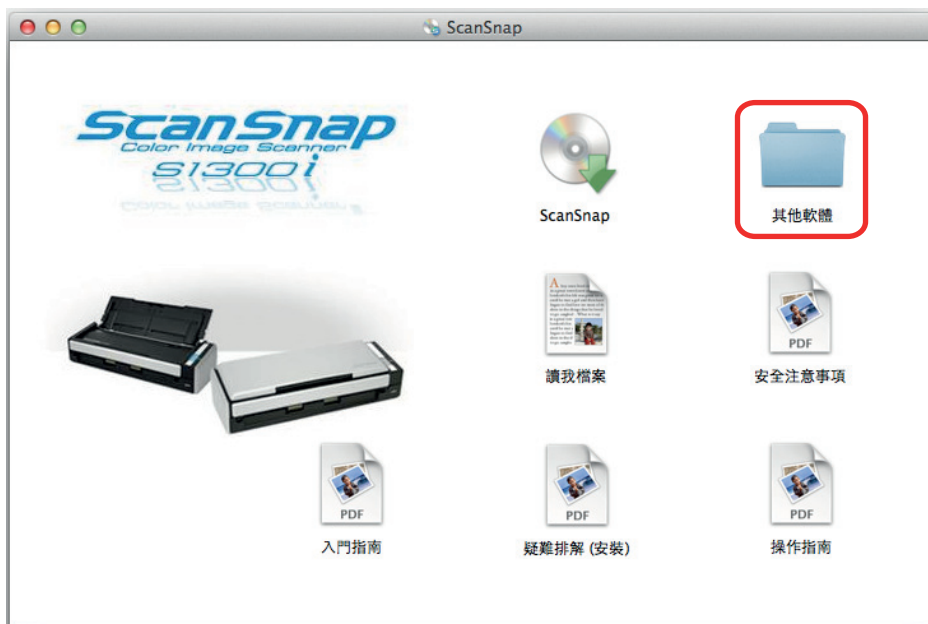 ScanSnap
ScanSnap
Color Image Scanner
S1300i
ScanSnap
其他軟體
讀我檔案
PDF
安全注意事項
PDF
PDF
PDF
入門指南
疑難排解 (安裝)
操作指南